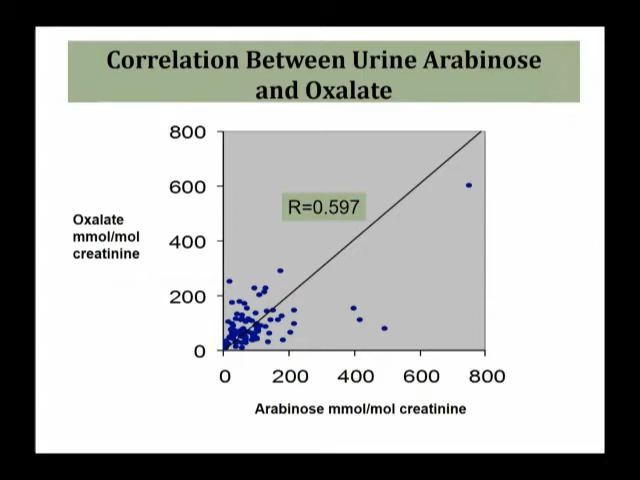 Correlation Between Urine Arabinose
and Oxalate
800
600
400
200
0
Oxalate
mmol/mol
creatinine
R=0.597
0 200 400 600 800
Arabinose mmol/mol creatinine